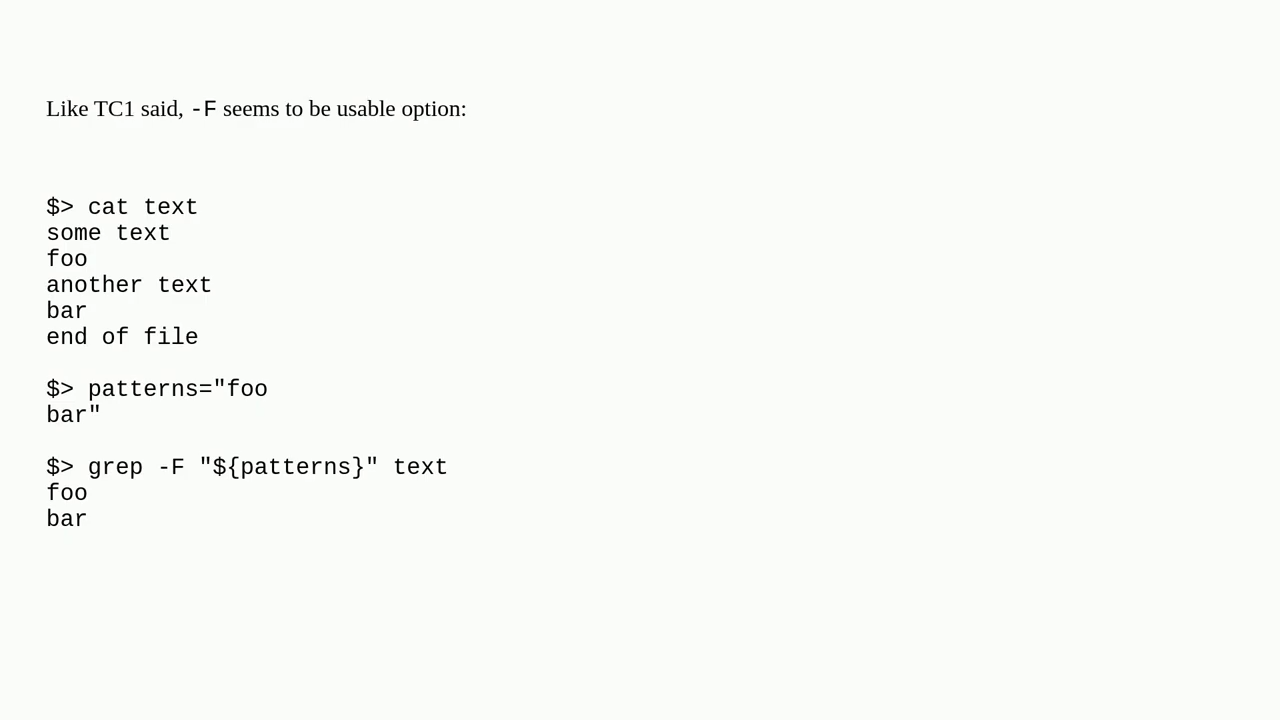 Like TC1 said, -F seems to be usable option:
$> cat text
some text
foo
another text
bar
end of file
$> patterns="foo
bar"
$> grep -F "${patterns}" text
foo
bar